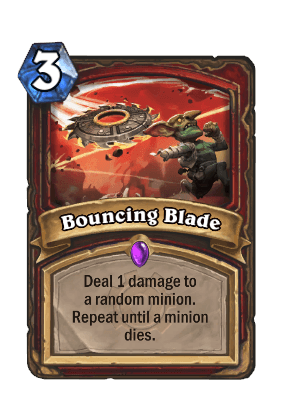 3
Bouncing Blade
Deal 1 damage to
a random minion.
Repeat until a minion
dies.